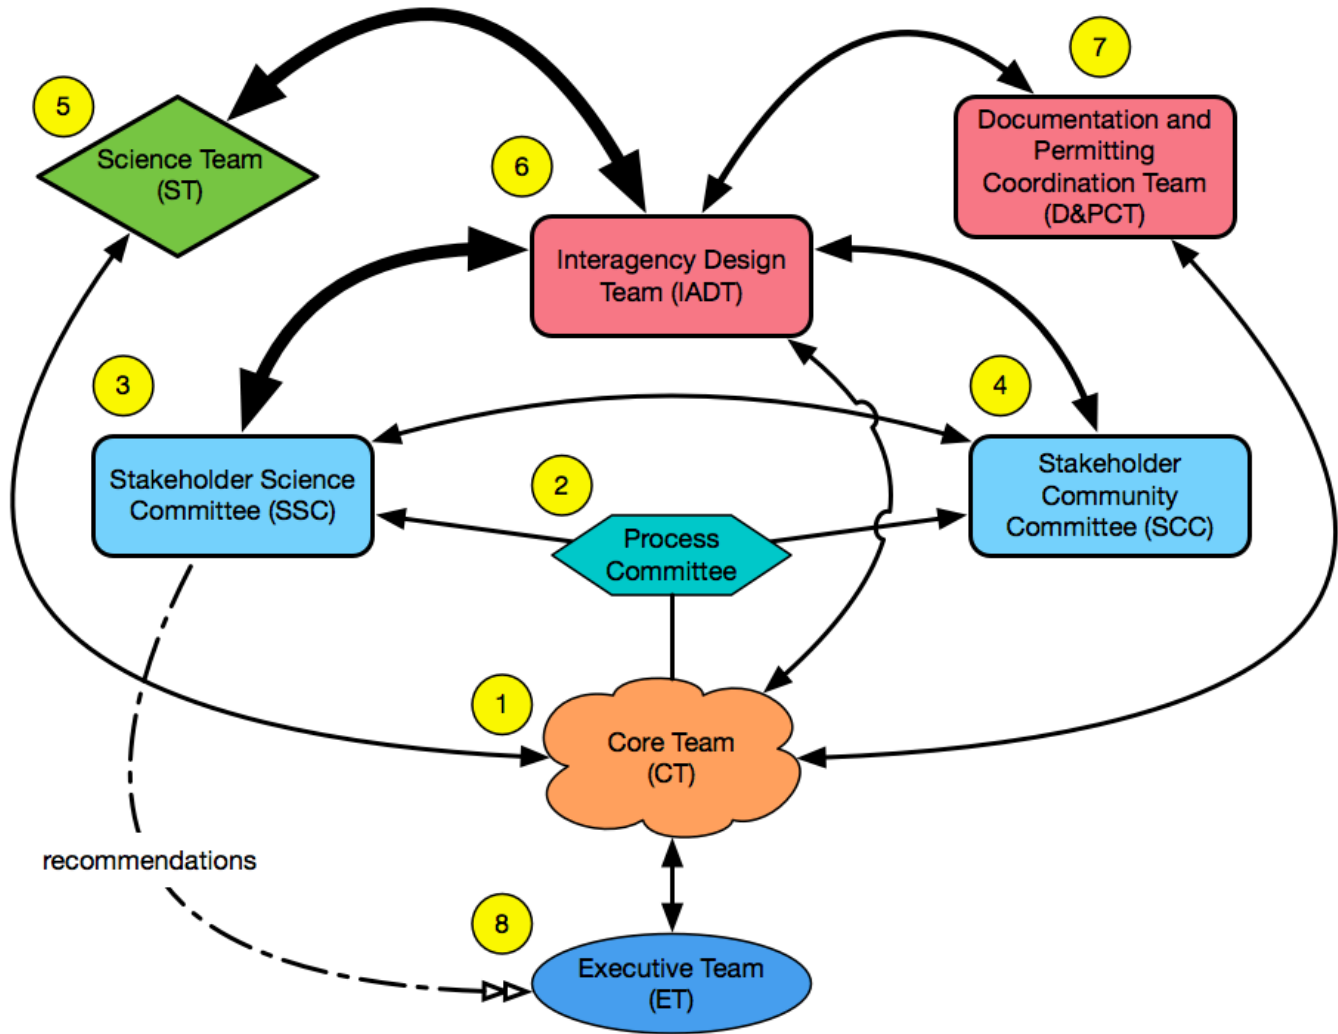 7
5
Documentation and
Permitting
Coordination Team
(D&PCT)
Science Team
(ST)
6
Interagency Design
Team (IADT)
3
4
Stakeholder Science
Committee (SSC)
2
Stakeholder
Community
Committee (SCC)
Process
Committee
1
Core Team
(CT)
recommendations
8
Executive Team
(ET)